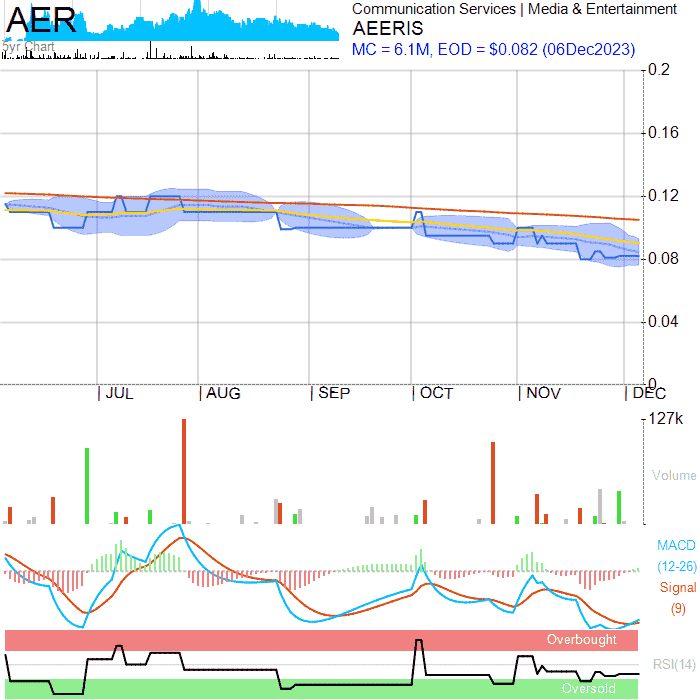 AER
5yr Chart
Communication Services | Media & Entertainment
AEERIS
MC = 6.1M, EOD = $0.082 (06Dec2023)
0.2
0.16
0.12
0.08
0.04
0
JUL AUG SEP OCT NOV DEC
127k
Volume
MACD
(12-26)
Signal
(9)
Overbought
RSI(14)
Oversold